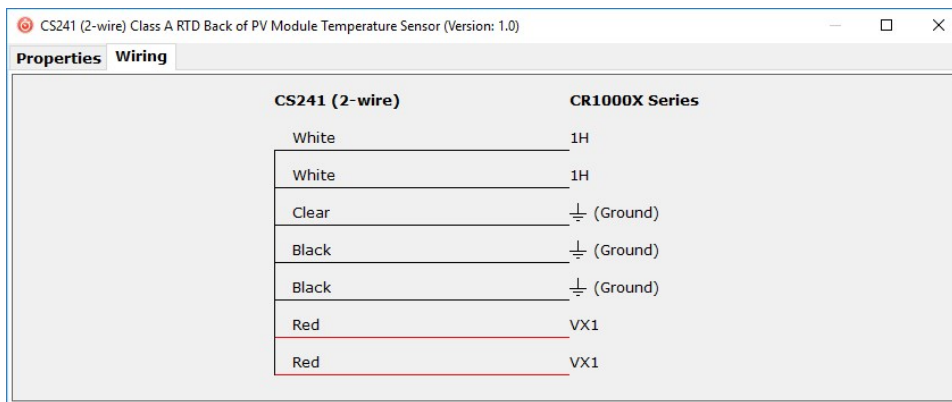 CS241 (2-wire) Class A RTD Back of PV Module Temperature Sensor (Version: 1.0)
Properties Wiring
CS241 (2-wire) CR1000X Series
White 1H
White 1H
Clear ⏚ (Ground)
Black ⏚ (Ground)
Black ⏚ (Ground)
Red VX1
Red VX1